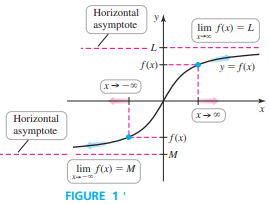 Horizontal
asymptote
y
lim f(x) = L
x→∞
L
f(x)
y = f(x)
x→ -∞
x
x→∞
Horizontal
asymptote
f(x)
M
lim f(x) = M
x→-∞
FIGURE 1